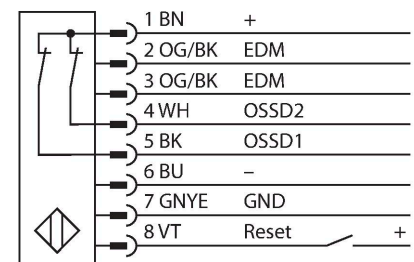 1 BN +
2 OG/BK EDM
3 OG/BK EDM
4 WH OSSD2
5 BK OSSD1
6 BU –
7 GNYE GND
8 VT Reset +